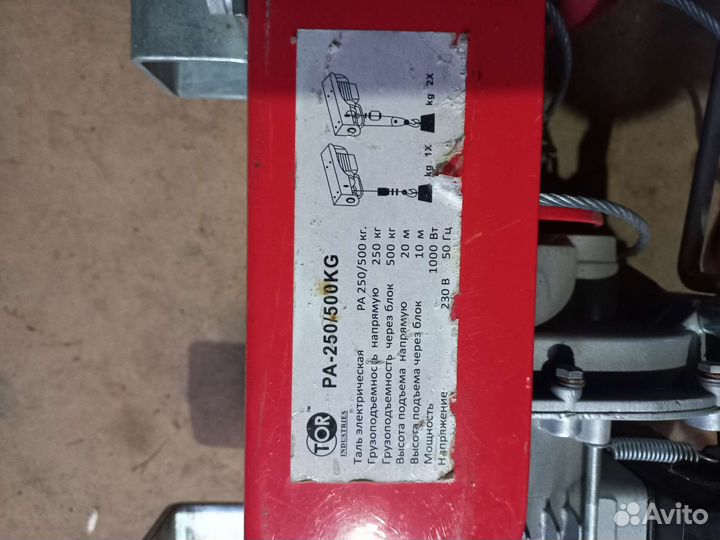 TOR™
INDUSTRIES®
PA-250/500KG
Таль электрическая PA 250/500 кг.
Грузоподъемность напрямую 250 кг
Грузоподъемность через блок 500 кг
Высота подъема напрямую 20 м
Высота подъема через блок 10 м
Мощность 1000 Вт
Напряжение 230 В 50 Гц
kg 1X
kg 2X
Avito